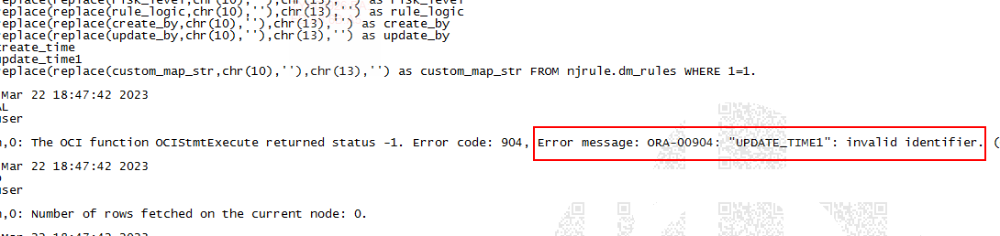 replace(replace(risk_level,chr(10),''),chr(13),'') as risk_level
replace(replace(rule_logic,chr(10),''),chr(13),'') as rule_logic
replace(replace(create_by,chr(10),''),chr(13),'') as create_by
replace(replace(update_by,chr(10),''),chr(13),'') as update_by
create_time
update_time1
replace(replace(custom_map_str,chr(10),''),chr(13),'') as custom_map_str FROM njrule.dm_rules WHERE 1=1.
Mar 22 18:47:42 2023
AL
user
n,0: The OCI function OCIStmtExecute returned status -1. Error code: 904, Error message: ORA-00904: "UPDATE_TIME1": invalid identifier. (
Mar 22 18:47:42 2023
user
n,0: Number of rows fetched on the current node: 0.
Mar 22 18:47:42 2023